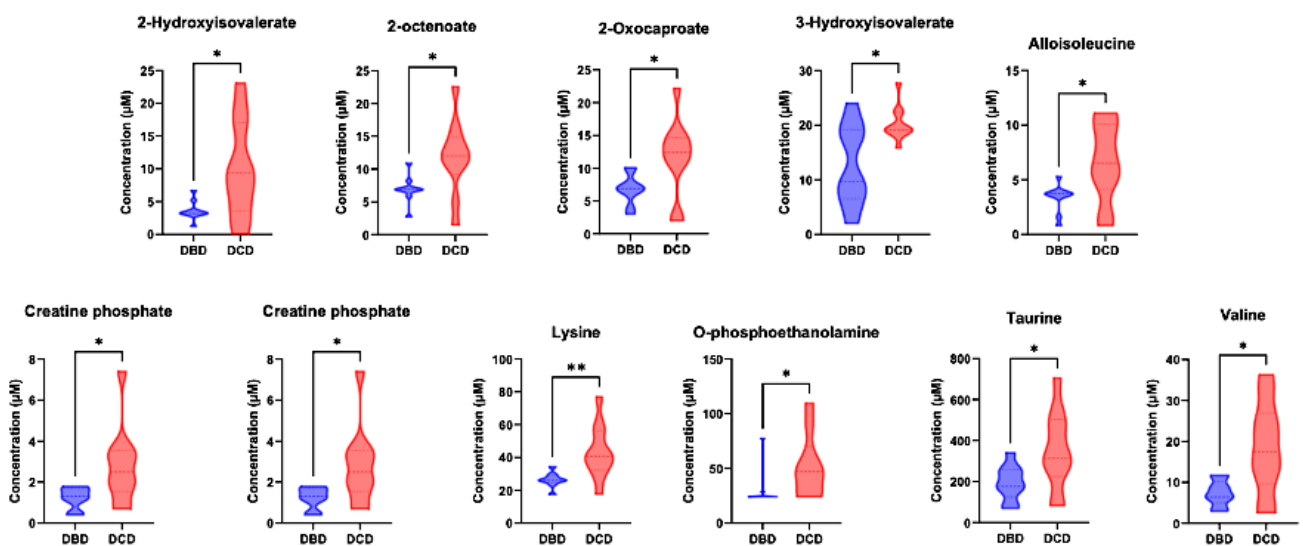 2-Hydroxyisovalerate
2-octenoate
2-Oxocaproate
3-Hydroxyisovalerate
Alloisoleucine
*
*
*
*
*
25
20
15
10
5
0
Concentration (µM)
DBD DCD
25
20
15
10
5
0
Concentration (µM)
DBD DCD
25
20
15
10
5
0
Concentration (µM)
DBD DCD
30
20
10
0
Concentration (µM)
DBD DCD
15
10
5
0
Concentration (µM)
DBD DCD
Creatine phosphate
Creatine phosphate
Lysine
O-phosphoethanolamine
Taurine
Valine
*
*
**
*
*
*
8
6
4
2
0
Concentration (µM)
DBD DCD
8
6
4
2
0
Concentration (µM)
DBD DCD
100
80
60
40
20
0
Concentration (µM)
DBD DCD
150
100
50
0
Concentration (µM)
DBD DCD
800
600
400
200
0
Concentration (µM)
DBD DCD
40
30
20
10
0
Concentration (µM)
DBD DCD